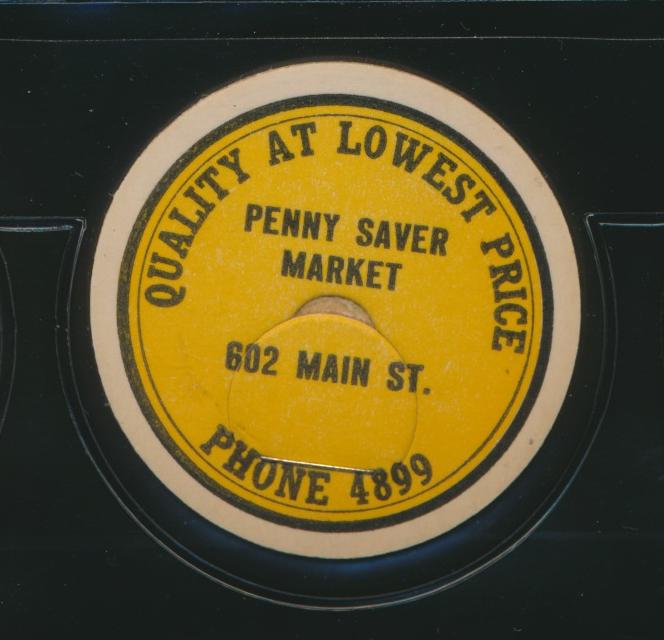 QUALITY AT LOWEST PRICE
PENNY SAVER
MARKET
602 MAIN ST.
PHONE 4899